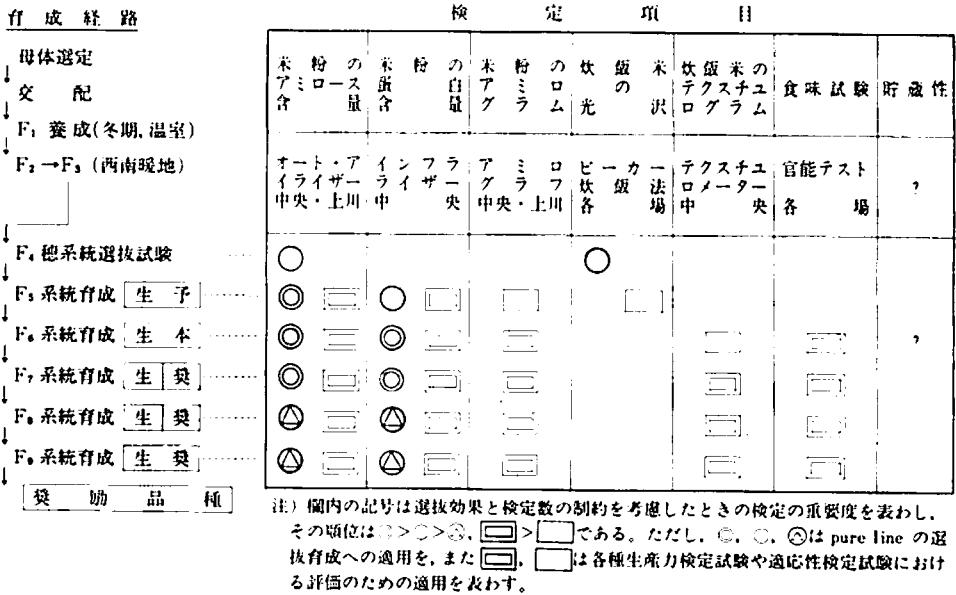 育成経路
母体選定
交配
F₁ 養成(冬期,温室)
F₂→F₃ (西南暖地)
F₄ 穂系統選抜試験
F₅ 系統育成 生予
F₆ 系統育成 生本
F₇ 系統育成 生奨
F₈ 系統育成 生奨
F₉ 系統育成 生奨
奨励品種
検定項目
米粉の
アミロース
含量
米粉の
蛋白
含量
米粉の
アミロ
グラム
炊飯米
の
光沢
炊飯米の
テクスチュ
ログラム
食味試験
貯蔵性
オート・ア
イライザー
中央・上川
インフラ
ライザー
中央
アミロ
グラフ
中央・上川
ビーカー
炊飯法
各場
テクスチュ
ロメーター
中央
官能テスト
各場
?
?
注) 欄内の記号は選抜効果と検定数の制約を考慮したときの検定の重要度を表わし,
その順位は◎>○>△, >である。ただし, ◎, ○, △は pure line の選
抜育成への適用を, また , は各種生産力検定試験や適応性検定試験におけ
る評価のための適用を表わす。